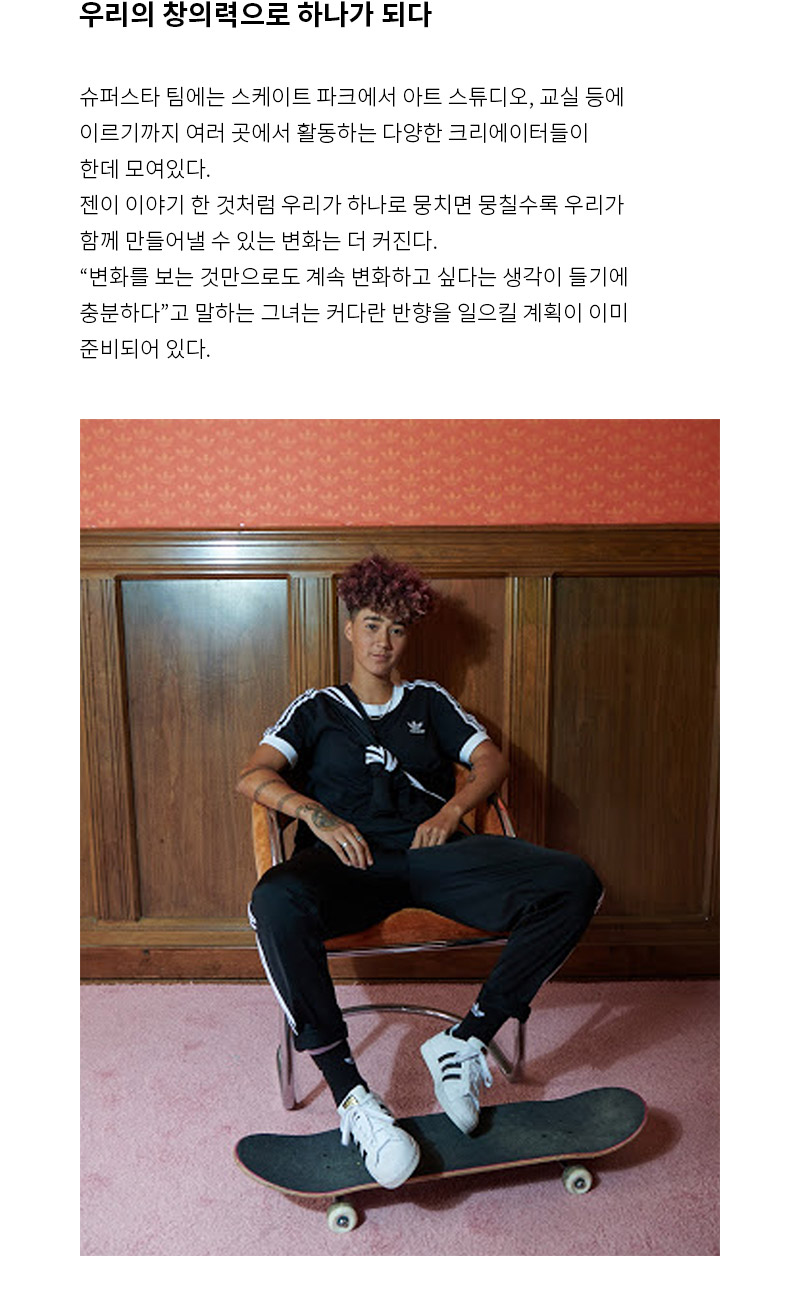 우리의 창의력으로 하나가 되다
슈퍼스타 팀에는 스케이트 파크에서 아트 스튜디오, 교실 등에
이르기까지 여러 곳에서 활동하는 다양한 크리에이터들이
한데 모여있다.
젠이 이야기 한 것처럼 우리가 하나로 뭉치면 뭉칠수록 우리가
함께 만들어낼 수 있는 변화는 더 커진다.
“변화를 보는 것만으로도 계속 변화하고 싶다는 생각이 들기에
충분하다”고 말하는 그녀는 커다란 반향을 일으킬 계획이 이미
준비되어 있다.